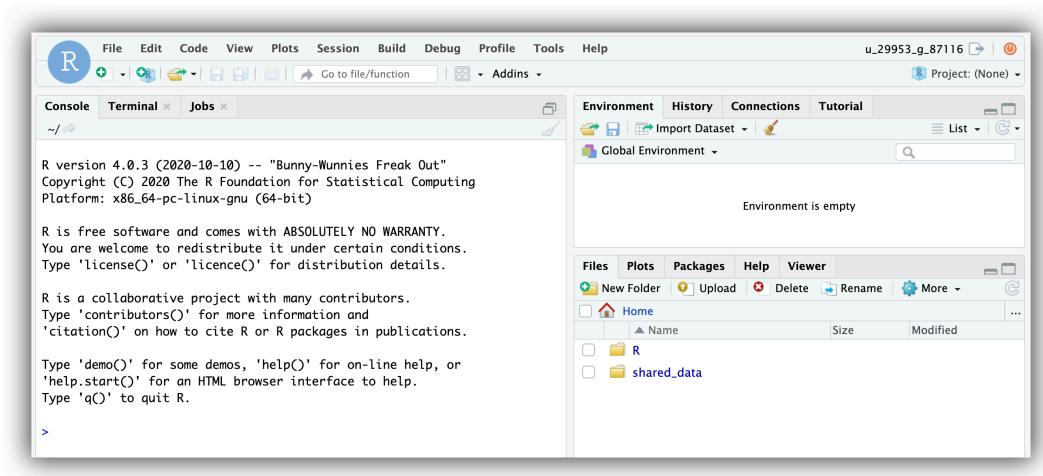 R
File Edit Code View Plots Session Build Debug Profile Tools Help
u_29953_g_87116
Go to file/function
Addins
Project: (None)
Console Terminal Jobs
~/
R version 4.0.3 (2020-10-10) -- "Bunny-Wunnies Freak Out"
Copyright (C) 2020 The R Foundation for Statistical Computing
Platform: x86_64-pc-linux-gnu (64-bit)
R is free software and comes with ABSOLUTELY NO WARRANTY.
You are welcome to redistribute it under certain conditions.
Type 'license()' or 'licence()' for distribution details.
R is a collaborative project with many contributors.
Type 'contributors()' for more information and
'citation()' on how to cite R or R packages in publications.
Type 'demo()' for some demos, 'help()' for on-line help, or
'help.start()' for an HTML browser interface to help.
Type 'q()' to quit R.
>
Environment History Connections Tutorial
Import Dataset
List
Global Environment
Environment is empty
Files Plots Packages Help Viewer
New Folder Upload Delete Rename More
Home
...
Name Size Modified
R
shared_data